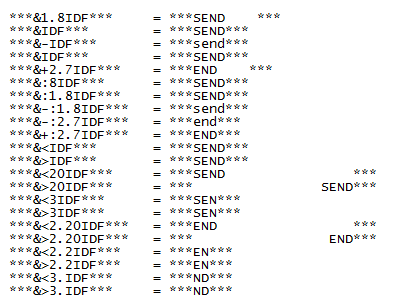 ***&1.8IDF***     = ***SEND    ***
***&IDF***        = ***SEND***
***&-IDF***       = ***send***
***&IDF***        = ***SEND***
***&+2.7IDF***    = ***END    ***
***&:8IDF***      = ***SEND***
***&:1.8IDF***    = ***SEND***
***&-:1.8IDF***   = ***send***
***&-:2.7IDF***   = ***end***
***&+:2.7IDF***   = ***END***
***&<IDF***       = ***SEND***
***&>IDF***       = ***SEND***
***&<20IDF***     = ***SEND                ***
***&>20IDF***     = ***                SEND***
***&<3IDF***      = ***SEN***
***&>3IDF***      = ***SEN***
***&<2.20IDF***   = ***END                 ***
***&>2.20IDF***   = ***                 END***
***&<2.2IDF***    = ***EN***
***&>2.2IDF***    = ***EN***
***&<3.IDF***     = ***ND***
***&>3.IDF***     = ***ND***